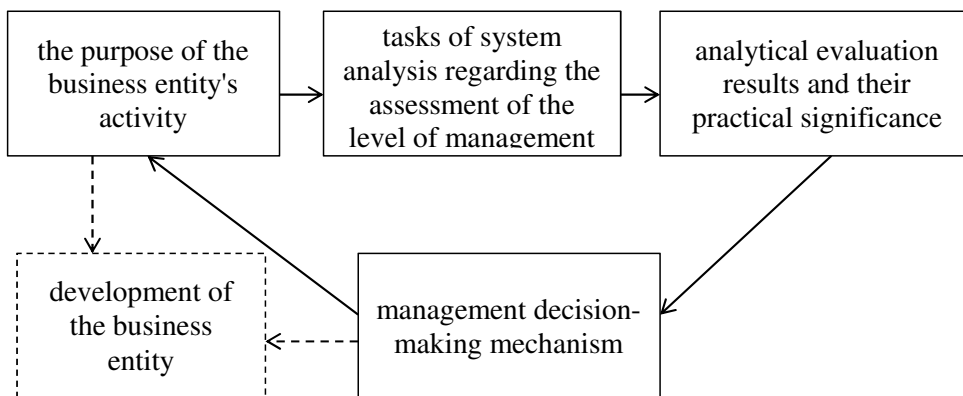 the purpose of the
business entity's
activity
tasks of system
analysis regarding the
assessment of the
level of management
analytical evaluation
results and their
practical significance
development of
the business
entity
management decision-
making mechanism